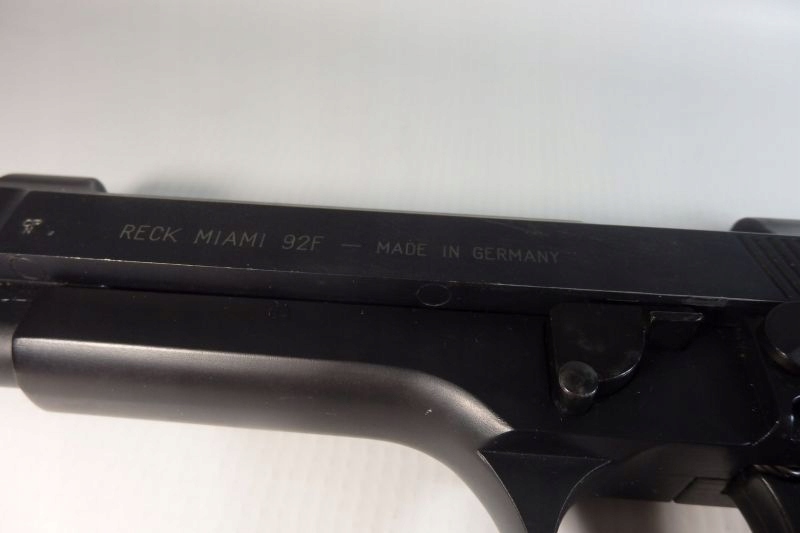 RECK MIAMI 92F — MADE IN GERMANY